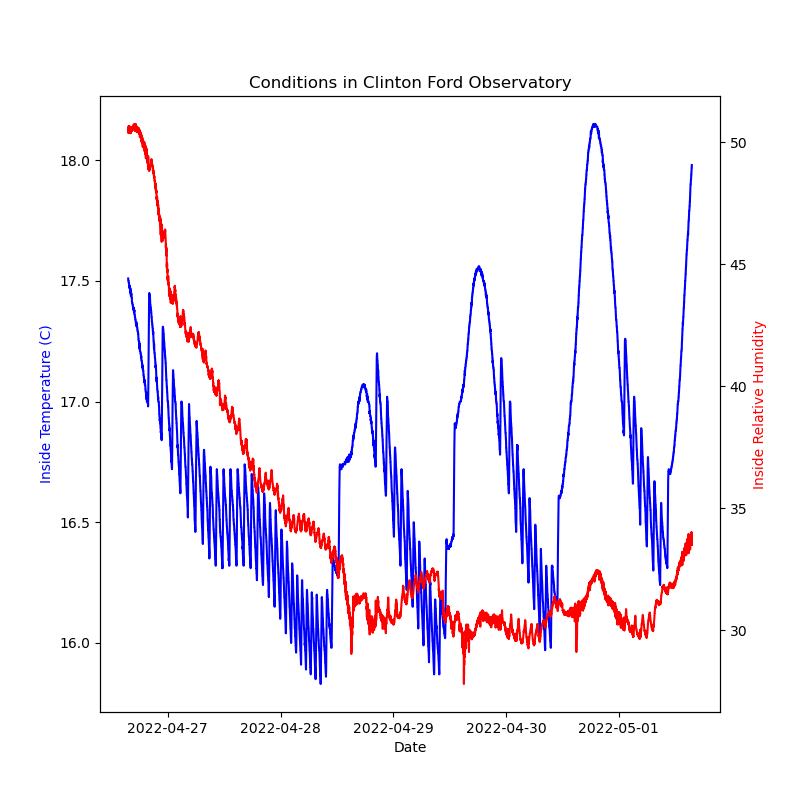 Conditions in Clinton Ford Observatory
18.0
17.5
17.0
16.5
16.0
Inside Temperature (C)
50
45
40
35
30
Inside Relative Humidity
2022-04-27 2022-04-28 2022-04-29 2022-04-30 2022-05-01
Date